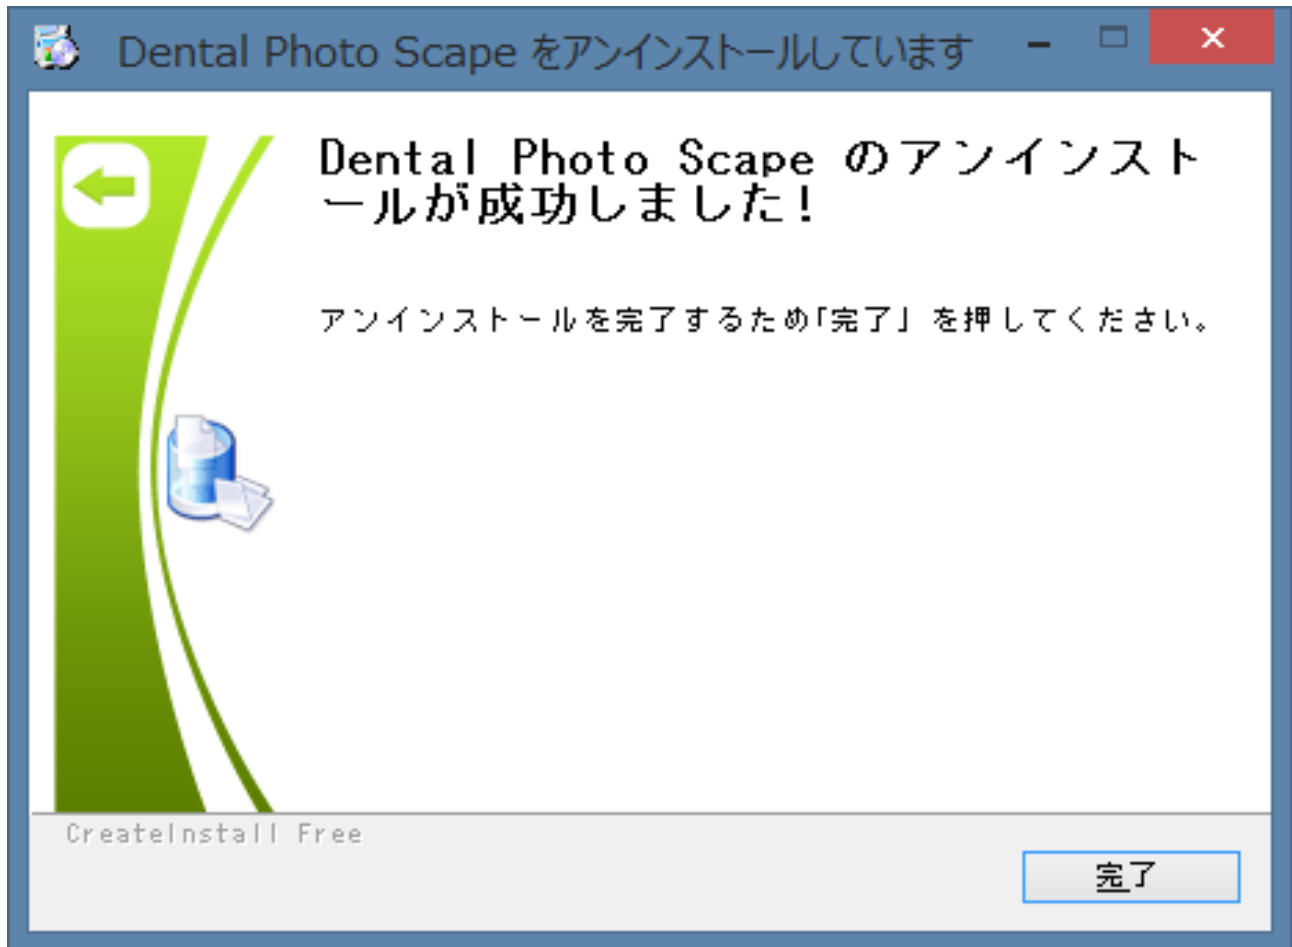 Dental Photo Scape をアンインストールしています
Dental Photo Scape のアンインスト
ールが成功しました!
アンインストールを完了するため「完了」を押してください。
CreateInstall Free
完了